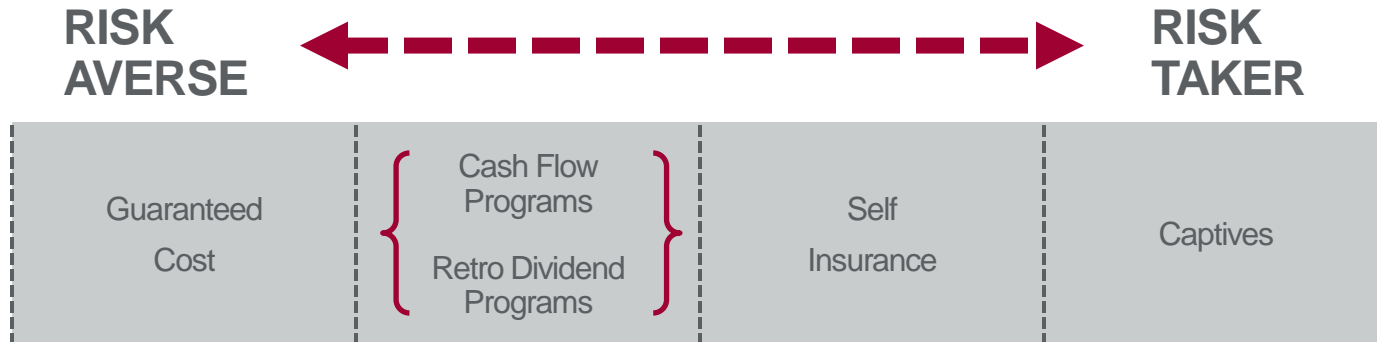 RISK
AVERSE
RISK
TAKER
Guaranteed
Cost
Cash Flow
Programs
Retro Dividend
Programs
Self
Insurance
Captives